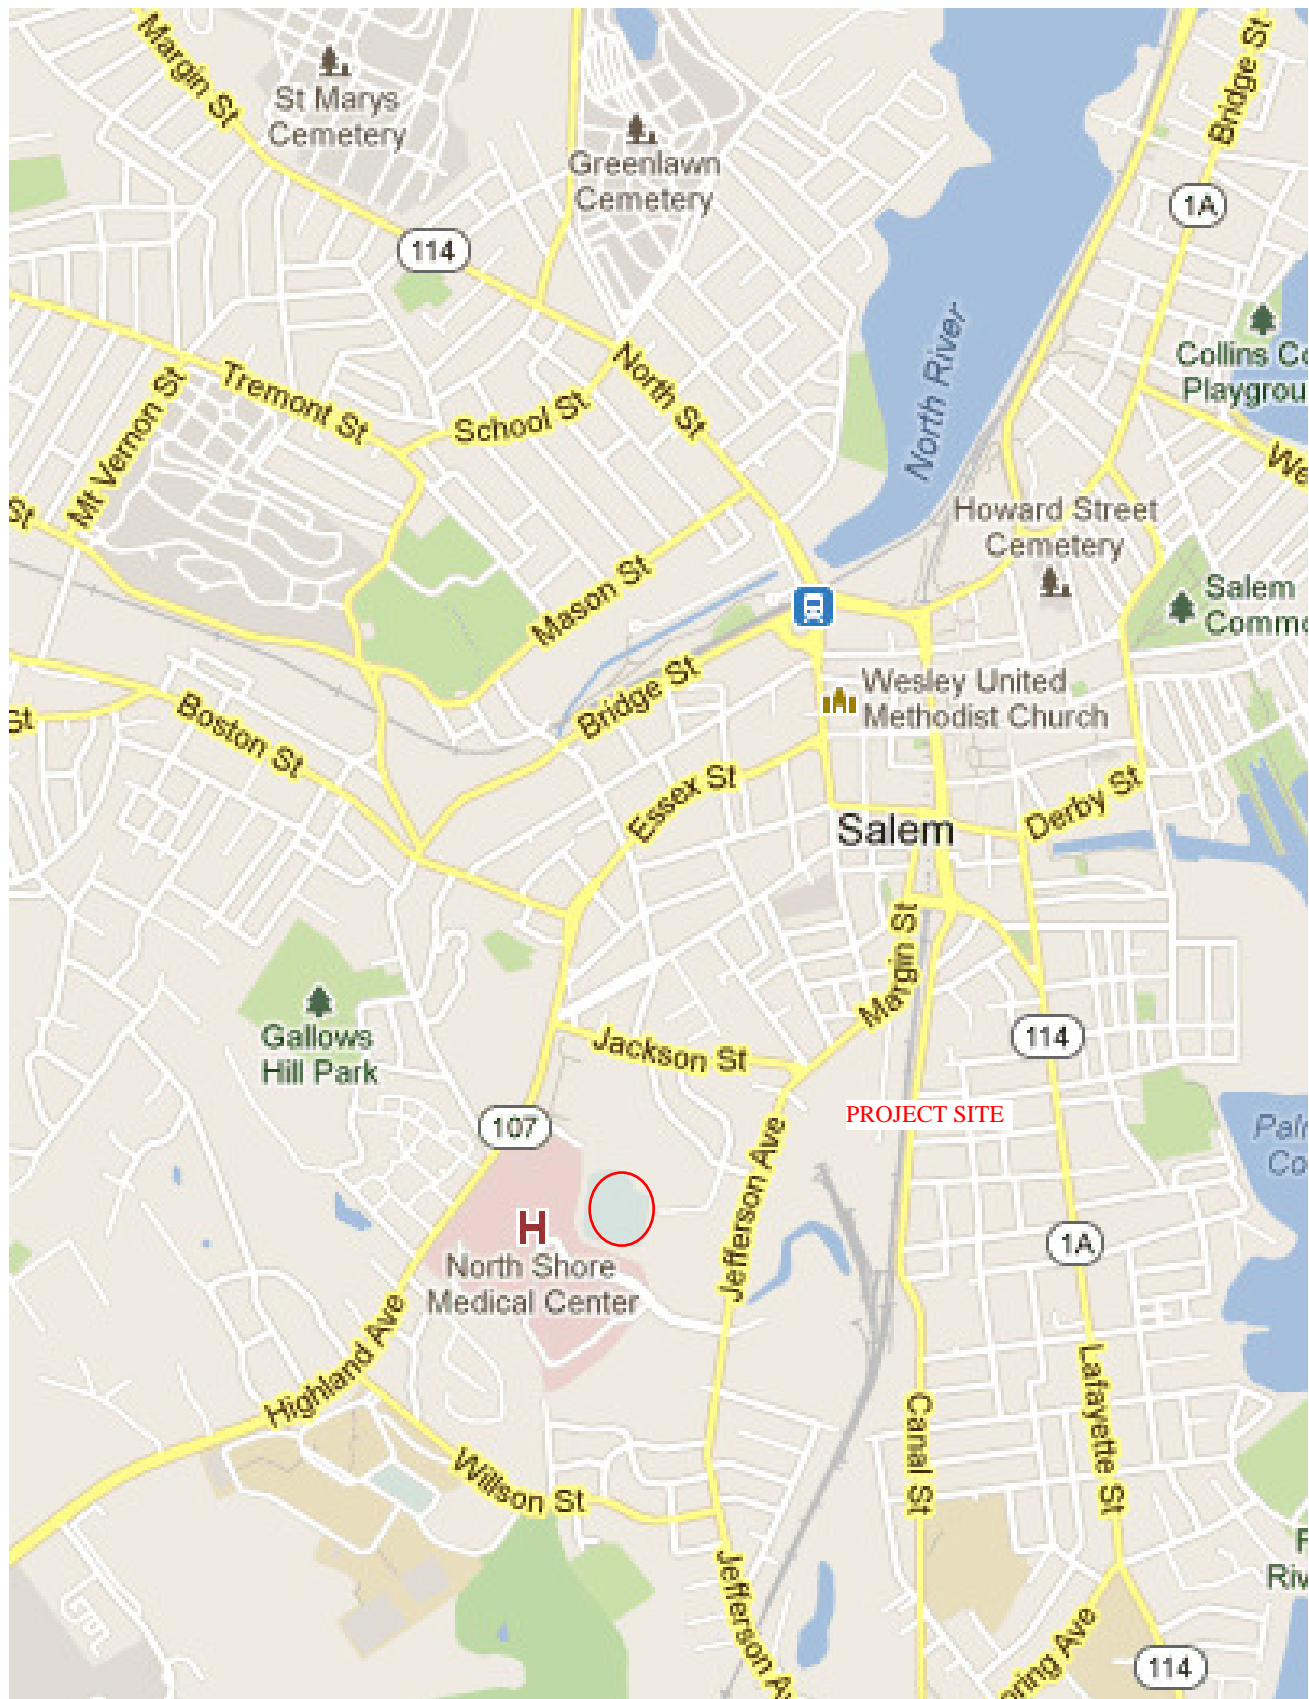 Margin St
St Marys
Cemetery
Greenlawn
Cemetery
Bridge St
1A
114
North River
Collins Co
Playgrou
North St
Tremont St
School St
Mt Vernon St
We
St
Howard Street
Cemetery
Mason St
Salem
Commo
Wesley United
Methodist Church
Bridge St
St
Boston St
Essex St
Derby St
Salem
Margin St
Gallows
Hill Park
Jackson St
114
107
PROJECT SITE
Jefferson Ave
Palm
Co
H
North Shore
Medical Center
1A
Highland Ave
Lafayette St
Canal St
Willson St
Jefferson Av
F
Riv
ring Ave
114